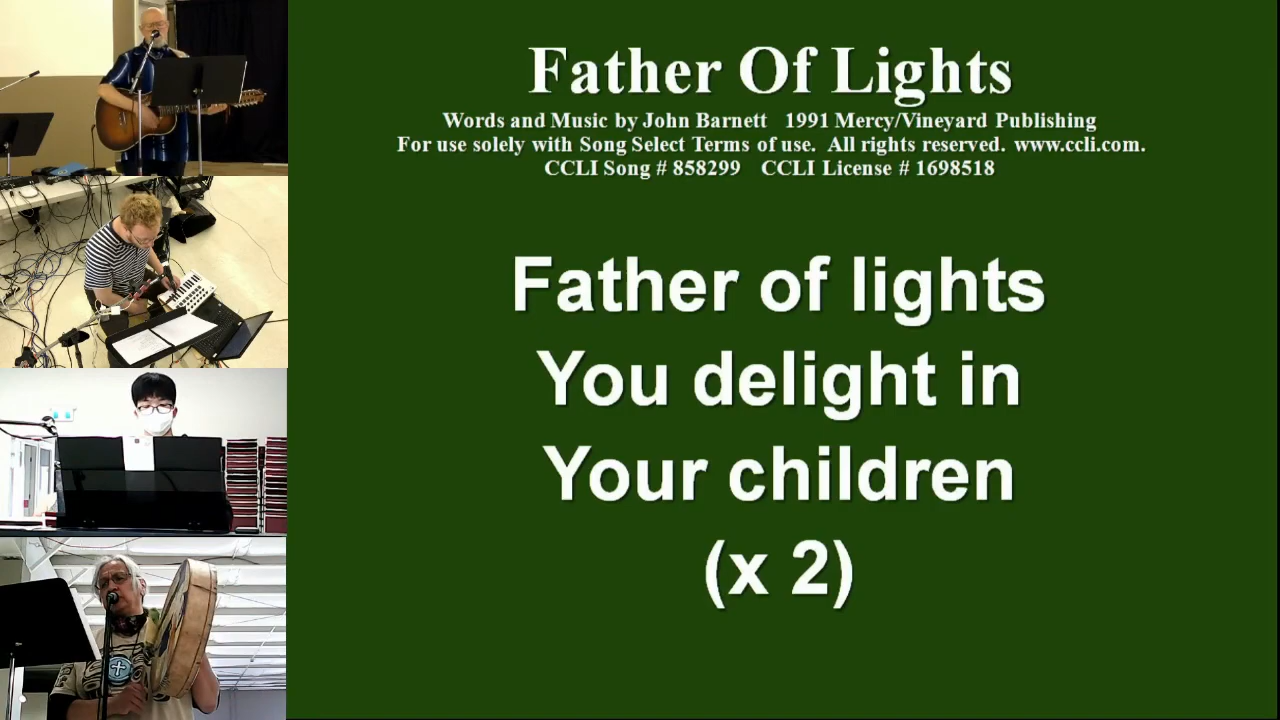 Father Of Lights
Words and Music by John Barnett 1991 Mercy/Vineyard Publishing
For use solely with Song Select Terms of use. All rights reserved. www.ccli.com.
CCLI Song # 858299 CCLI License # 1698518
Father of lights
You delight in
Your children
(x 2)